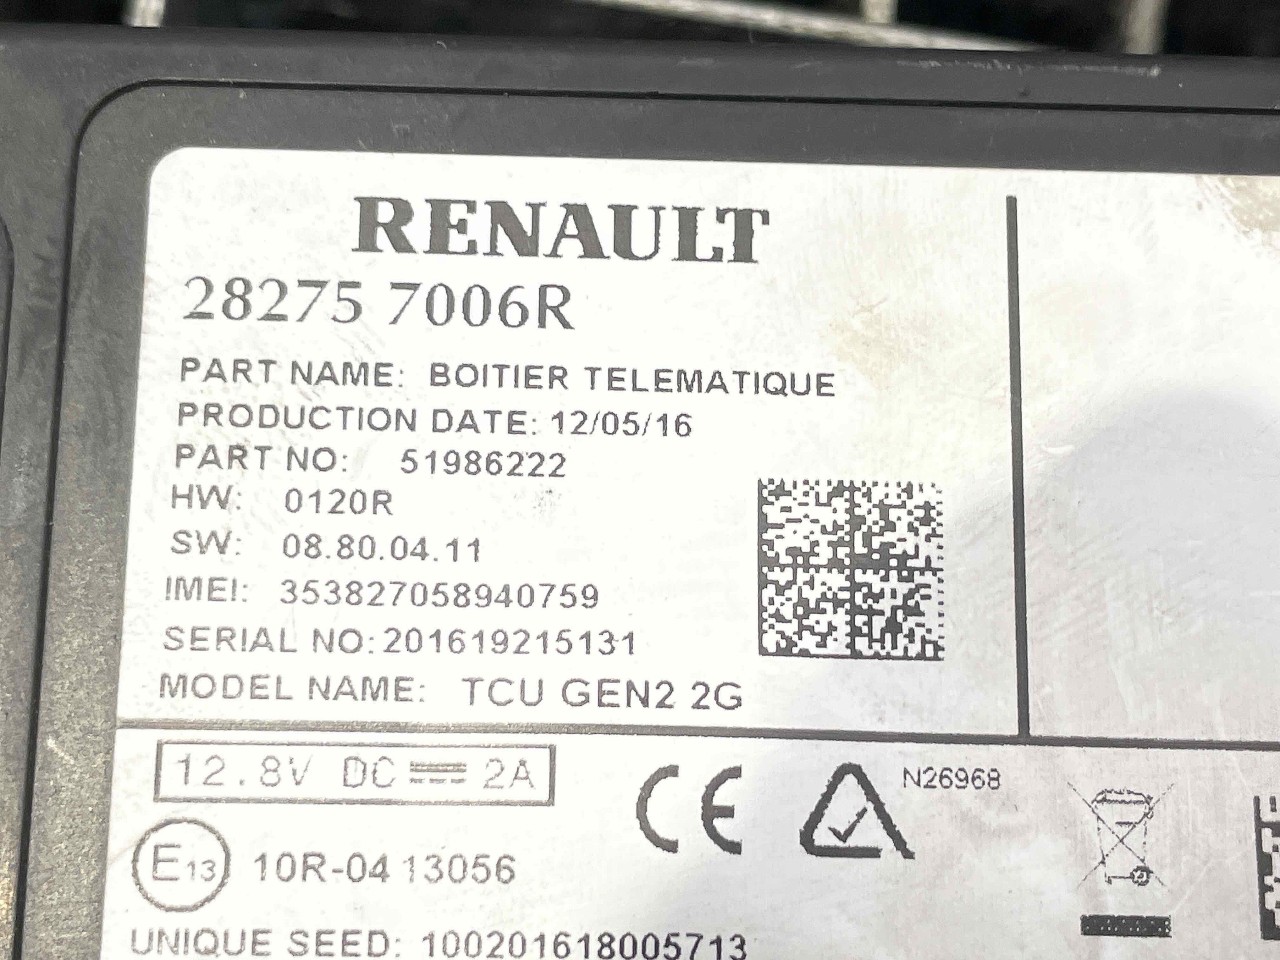 RENAULT
28275 7006R
PART NAME: BOITIER TELEMATIQUE
PRODUCTION DATE: 12/05/16
PART NO: 51986222
HW: 0120R
SW: 08.80.04.11
IMEI: 353827058940759
SERIAL NO: 201619215131
MODEL NAME: TCU GEN2 2G
12.8V DC 2A
CE
N26968
E13 10R-04 13056
UNIQUE SEED: 100201618005713